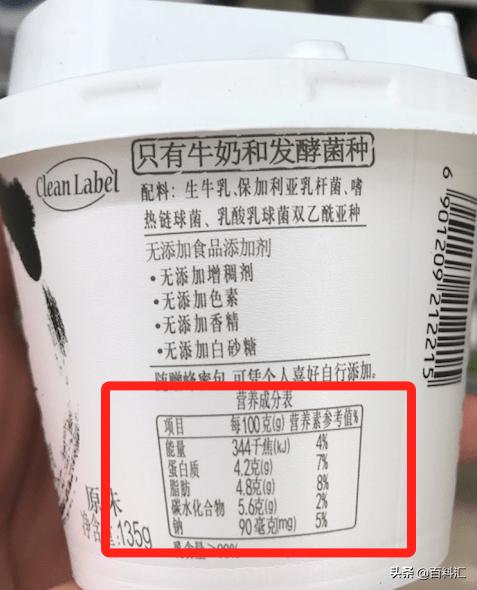 只有牛奶和发酵菌种
Clean Label
配料: 生牛乳、保加利亚乳杆菌、嗜
热链球菌、乳酸乳球菌双乙酰亚种
无添加食品添加剂
•无添加增稠剂
•无添加色素
•无添加香精
•无添加白砂糖
随赠蜂蜜包,可凭个人喜好自行添加。
营养成分表
项目 每100克(g) 营养素参考值%
能量 344千焦(kJ) 4%
蛋白质 4.2克(g) 7%
脂肪 4.8克(g) 8%
碳水化合物 5.6克(g) 2%
钠 90毫克(mg) 5%
原味
净含量:135g
6 901209 212215
头条 @百科汇